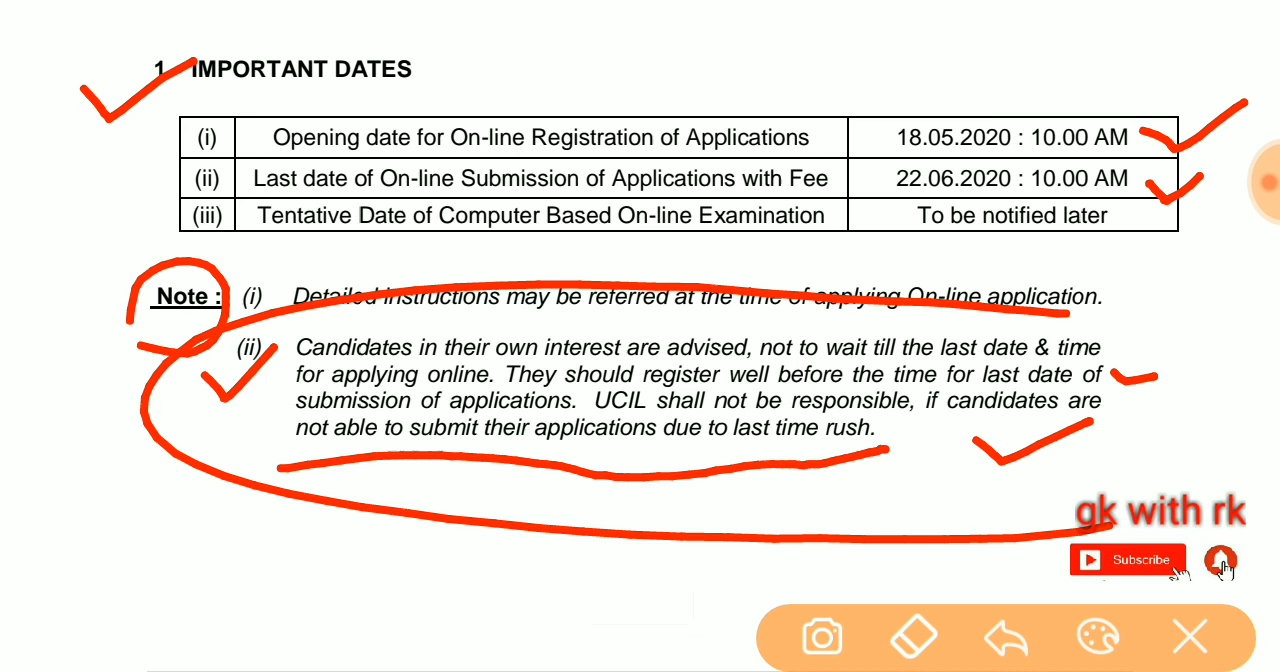 1. IMPORTANT DATES
(i) Opening date for On-line Registration of Applications 18.05.2020 : 10.00 AM
(ii) Last date of On-line Submission of Applications with Fee 22.06.2020 : 10.00 AM
(iii) Tentative Date of Computer Based On-line Examination To be notified later
Note : (i) Detailed instructions may be referred at the time of applying On-line application.
(ii) Candidates in their own interest are advised, not to wait till the last date & time
for applying online. They should register well before the time for last date of
submission of applications. UCIL shall not be responsible, if candidates are
not able to submit their applications due to last time rush.
gk with rk
Subscribe